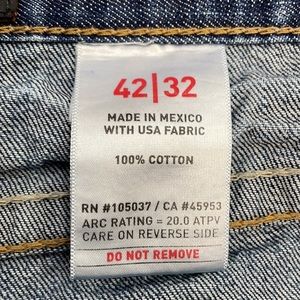 42|32
MADE IN MEXICO
WITH USA FABRIC
100% COTTON
RN #105037 / CA #45953
ARC RATING = 20.0 ATPV
CARE ON REVERSE SIDE
DO NOT REMOVE